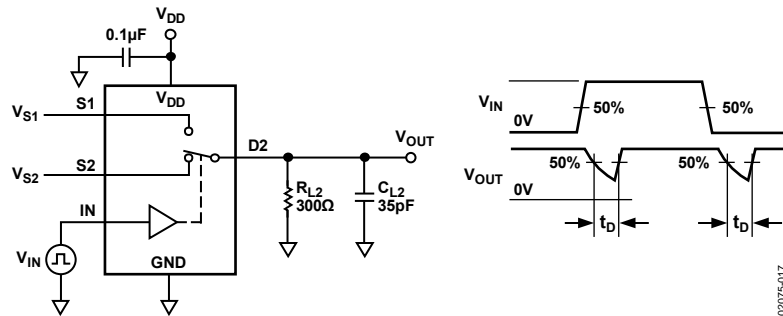 VDD
0.1µF
VDD
VS1
S1
VS2
S2
D2
VOUT
IN
RL2
300Ω
CL2
35pF
VIN
GND
VIN
50%
50%
0V
VOUT
50%
50%
0V
tD
tD
02075-017